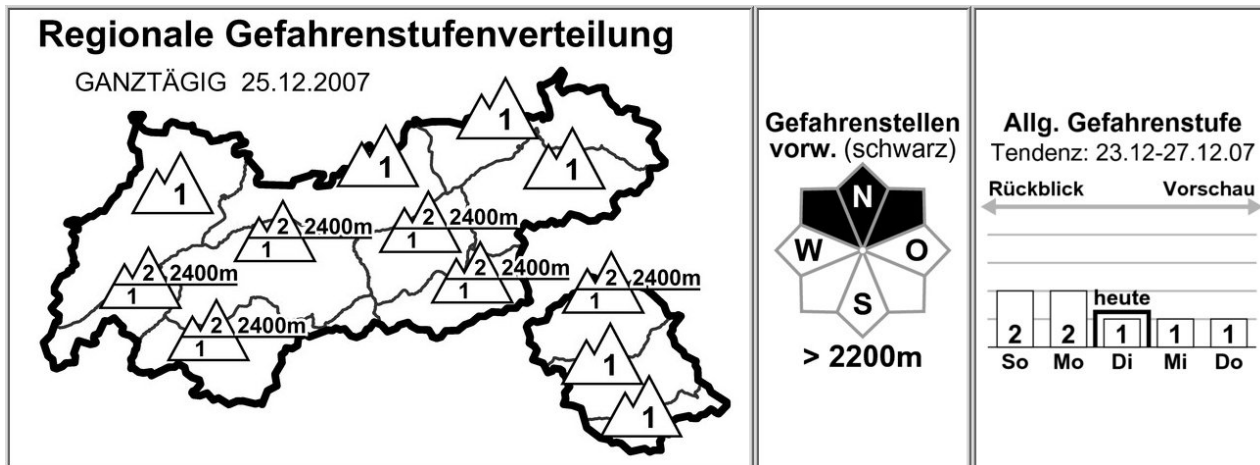 Regionale Gefahrenstufenverteilung
GANZTÄGIG 25.12.2007
1
1
1
1
2 2400m
1
2 2400m
1
2 2400m
1
2 2400m
1
2 2400m
1
2 2400m
1
1
1
Gefahrenstellen
vorw. (schwarz)
N
W O
S
> 2200m
Allg. Gefahrenstufe
Tendenz: 23.12-27.12.07
Rückblick Vorschau
heute
2 2 1 1 1
So Mo Di Mi Do